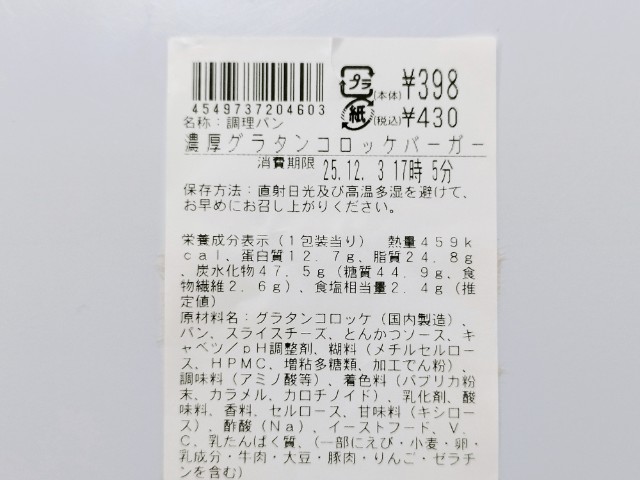 プラ
(本体) ¥398
4549737204603
紙
(税込) ¥430
名称：調理パン
濃厚グラタンコロッケバーガー
消費期限 25.12. 3 17時 5分
保存方法：直射日光及び高温多湿を避けて、
お早めにお召し上がりください。
栄養成分表示（１包装当り） 熱量４５９ｋ
ｃａｌ、蛋白質１２．７ｇ、脂質２４．８ｇ
、炭水化物４７．５ｇ（糖質４４．９ｇ、食
物繊維２．６ｇ）、食塩相当量２．４ｇ（推
定値）
原材料名：グラタンコロッケ（国内製造）、
パン、スライスチーズ、とんかつソース、キ
ャベツ／ｐＨ調整剤、糊料（メチルセルロー
ス、ＨＰＭＣ、増粘多糖類、加工でん粉）、
調味料（アミノ酸等）、着色料（パプリカ粉
末、カラメル、カロチノイド）、乳化剤、酸
味料、香料、セルロース、甘味料（キシロー
ス）、酢酸（Ｎａ）、イーストフード、Ｖ．
Ｃ、乳たんぱく質、（一部にえび・小麦・卵・
乳成分・牛肉・大豆・豚肉・りんご・ゼラチ
ンを含む）